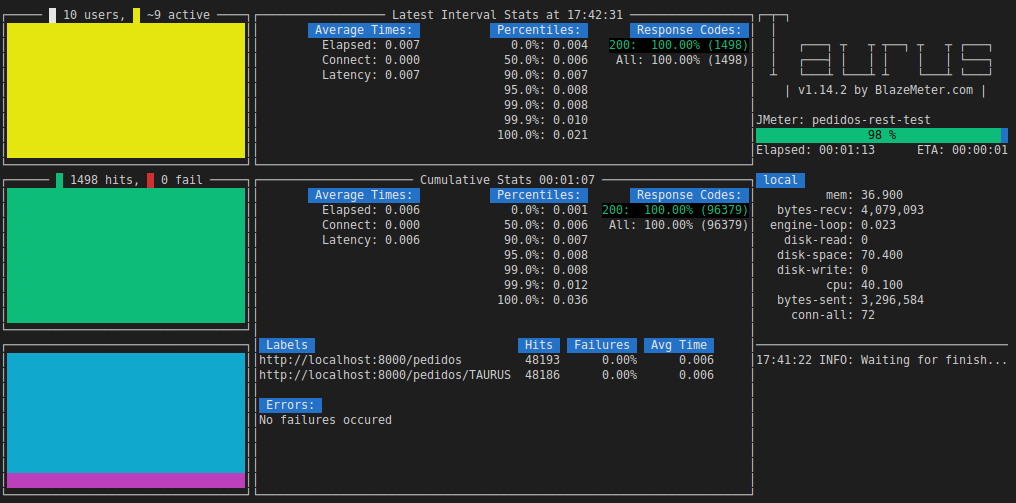 10 users, ~9 active
Latest Interval Stats at 17:42:31
Average Times: Percentiles: Response Codes:
Elapsed: 0.007 0.0%: 0.004 200: 100.00% (1498)
Connect: 0.000 50.0%: 0.006 All: 100.00% (1498)
Latency: 0.007 90.0%: 0.007
95.0%: 0.008
99.0%: 0.008
99.9%: 0.010
100.0%: 0.021
TAURUS
| v1.14.2 by BlazeMeter.com |
JMeter: pedidos-rest-test
98 %
Elapsed: 00:01:13 ETA: 00:00:01
1498 hits, 0 fail
Cumulative Stats 00:01:07
Average Times: Percentiles: Response Codes:
Elapsed: 0.006 0.0%: 0.001 200: 100.00% (96379)
Connect: 0.000 50.0%: 0.006 All: 100.00% (96379)
Latency: 0.006 90.0%: 0.007
95.0%: 0.008
99.0%: 0.008
99.9%: 0.012
100.0%: 0.036
Labels Hits Failures Avg Time
http://localhost:8000/pedidos 48193 0.00% 0.006
http://localhost:8000/pedidos/TAURUS 48186 0.00% 0.006
Errors:
No failures occured
local
mem: 36.900
bytes-recv: 4,079,093
engine-loop: 0.023
disk-read: 0
disk-space: 70.400
disk-write: 0
cpu: 40.100
bytes-sent: 3,296,584
conn-all: 72
17:41:22 INFO: Waiting for finish...